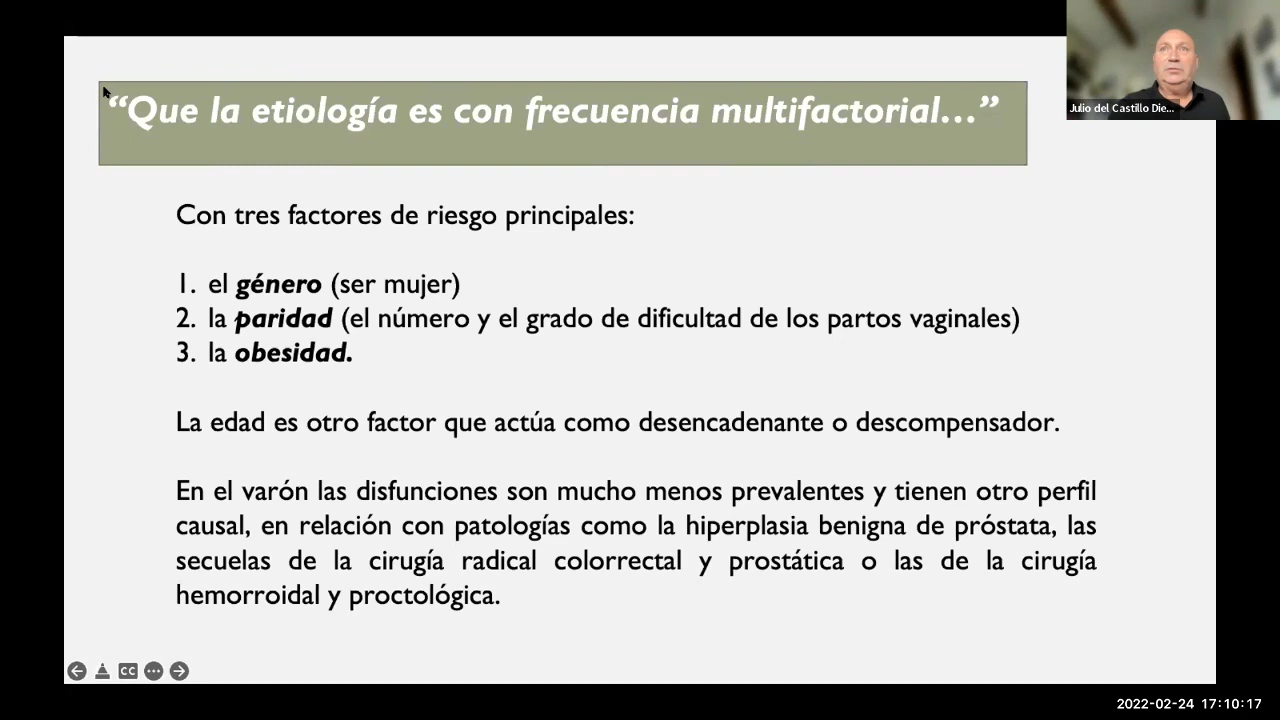 “Que la etiología es con frecuencia multifactorial…”
Julio del Castillo Die...
Con tres factores de riesgo principales:
1. el género (ser mujer)
2. la paridad (el número y el grado de dificultad de los partos vaginales)
3. la obesidad.
La edad es otro factor que actúa como desencadenante o descompensador.
En el varón las disfunciones son mucho menos prevalentes y tienen otro perfil
causal, en relación con patologías como la hiperplasia benigna de próstata, las
secuelas de la cirugía radical colorrectal y prostática o las de la cirugía
hemorroidal y proctológica.
CC
2022-02-24 17:10:17